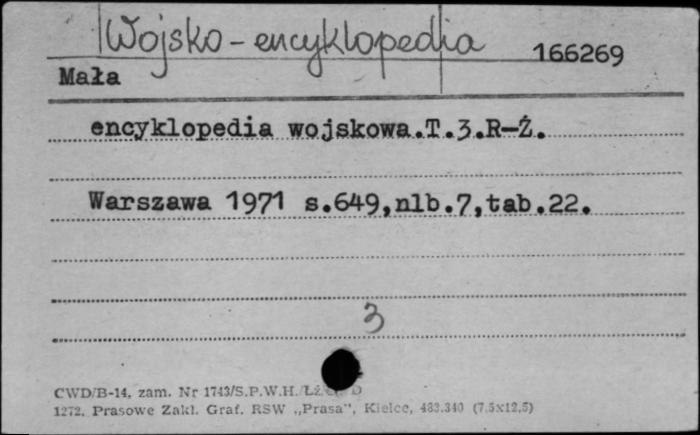 Wojsko - encyklopedia 166269
Mała
encyklopedia wojskowa.T.3.R-Ż.
Warszawa 1971 s.649,nlb.7,tab.22.
3
CWD/B-14, zam. Nr 1743/S.P.W.H.
1272. Prasowe Zakł. Graf. RSW „Prasa", Kielce, 483.340 (7,5x12,5)